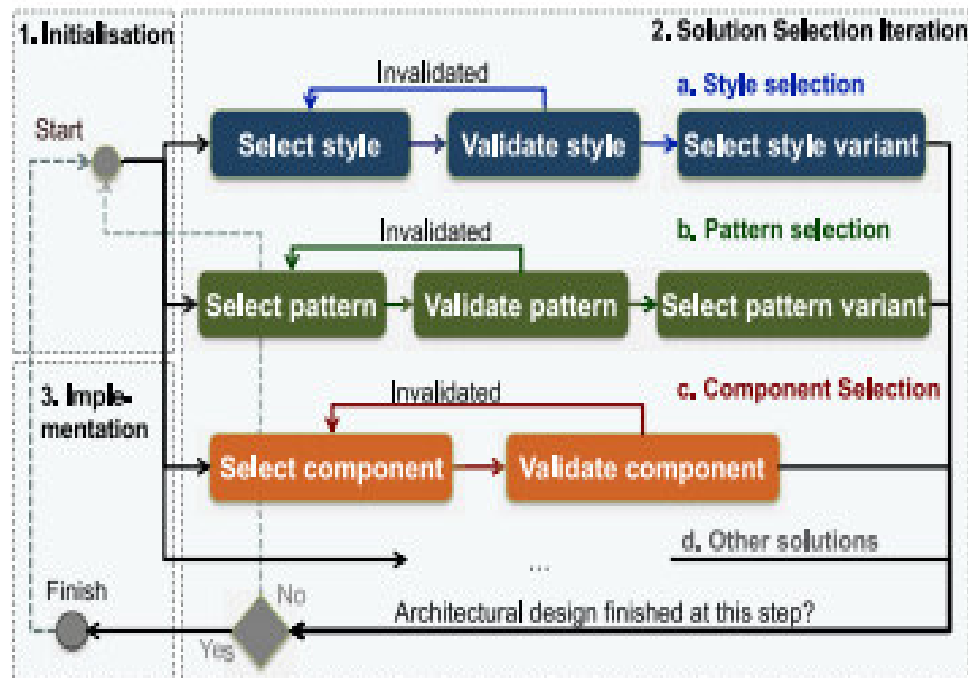 1. Initialisation
2. Solution Selection Iteration
Invalidated
a. Style selection
Start
Select style
Validate style
Select style variant
Invalidated
b. Pattern selection
Select pattern
Validate pattern
Select pattern variant
3. Imple-
mentation
Invalidated
c. Component Selection
Select component
Validate component
d. Other solutions
...
Finish
No
Architectural design finished at this step?
Yes